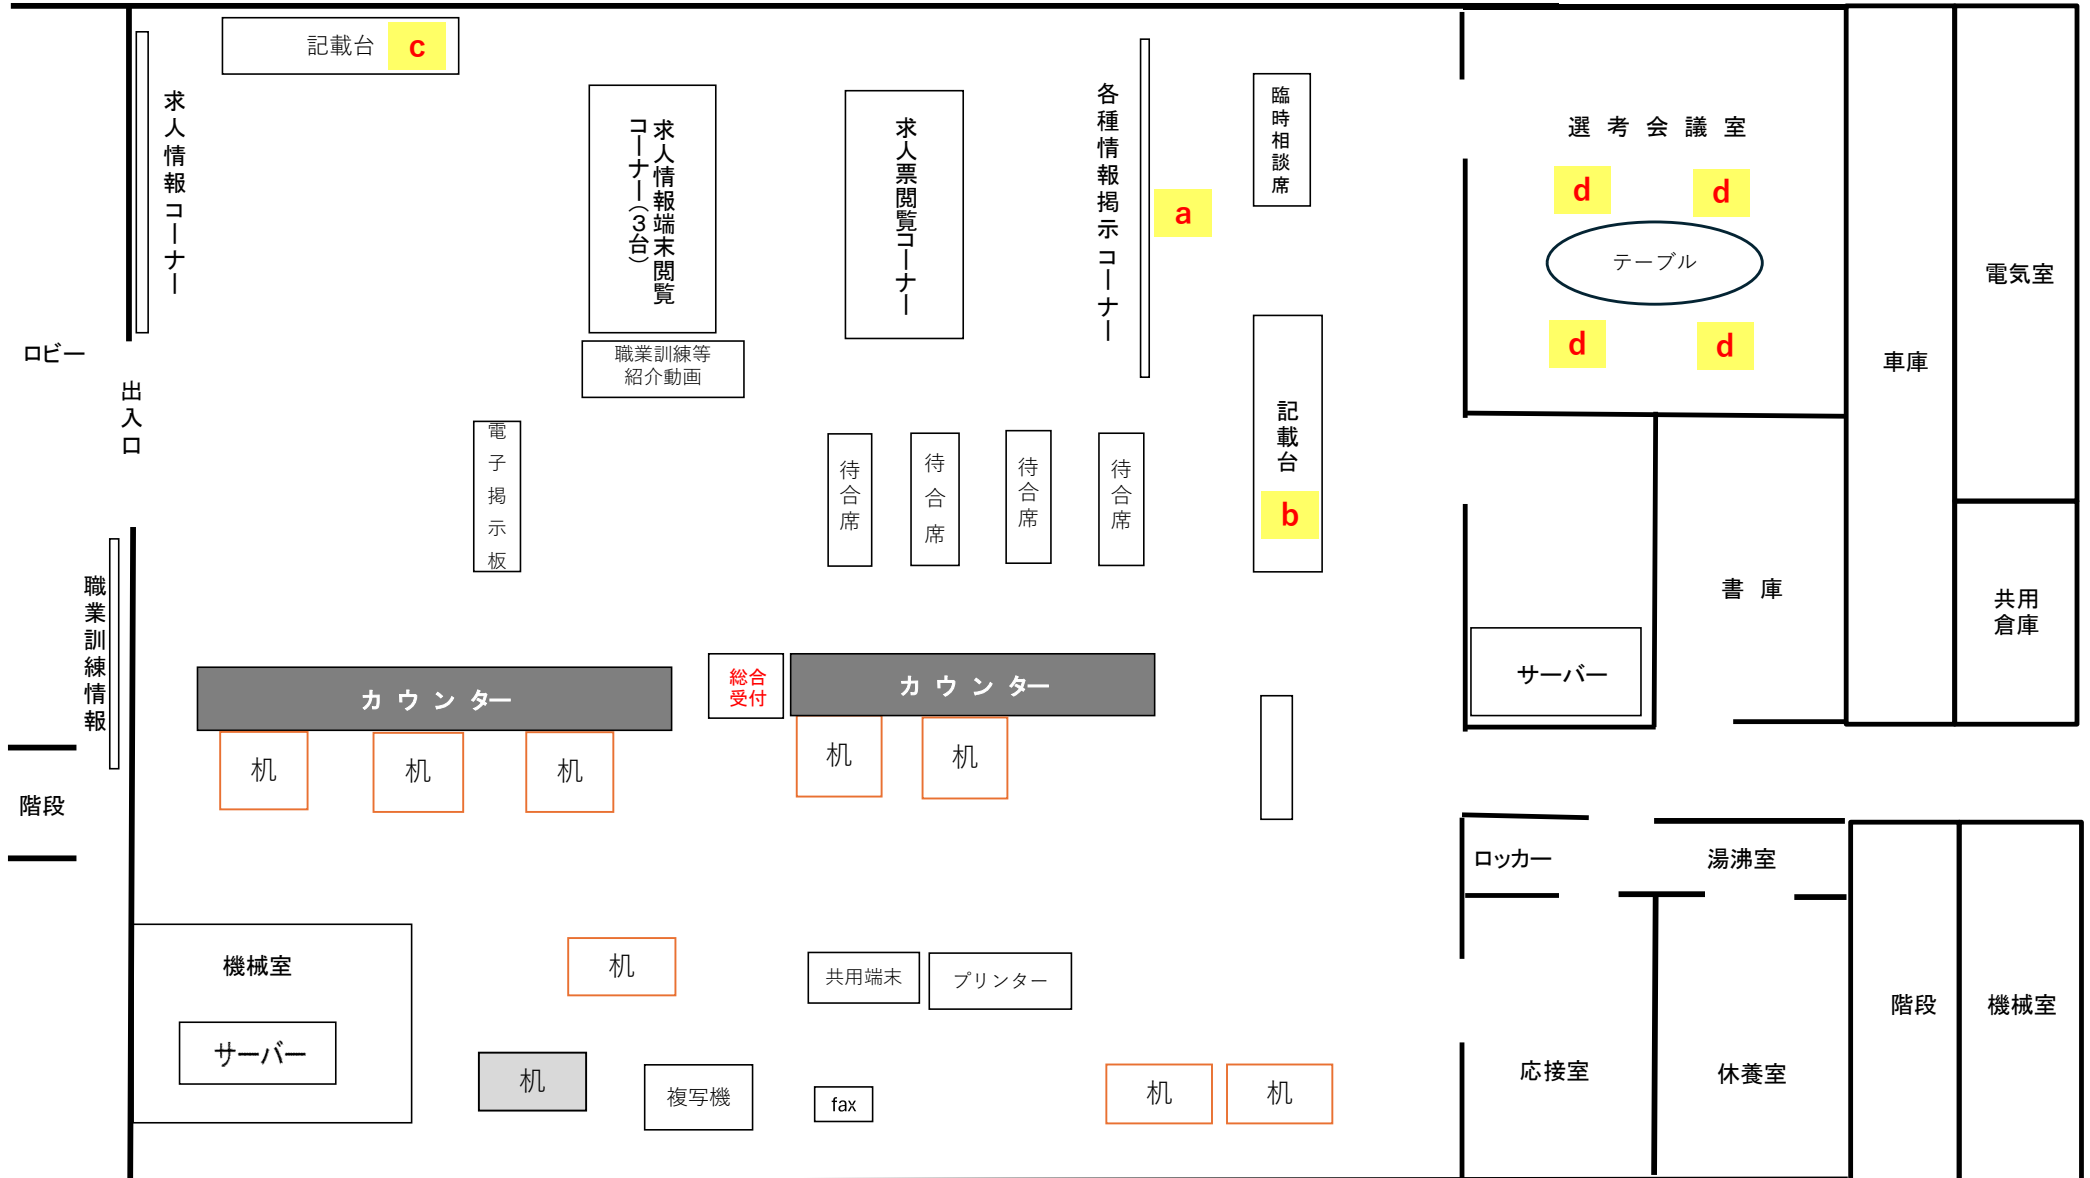 記載台
c
求人情報コーナー
求人情報端末閲覧
コーナー（３台）
求人票閲覧コーナー
各種情報掲示コーナー
a
臨時相談席
選考会議室
d
d
テーブル
d
d
電気室
車庫
ロビー
出入口
職業訓練等
紹介動画
電子掲示板
待合席
待合席
待合席
待合席
記載台
b
職業訓練情報
書庫
共用
倉庫
サーバー
カウンター
総合
受付
カウンター
机
机
机
机
机
階段
ロッカー
湯沸室
機械室
サーバー
机
共用端末
プリンター
机
複写機
fax
机
机
応接室
休養室
階段
機械室